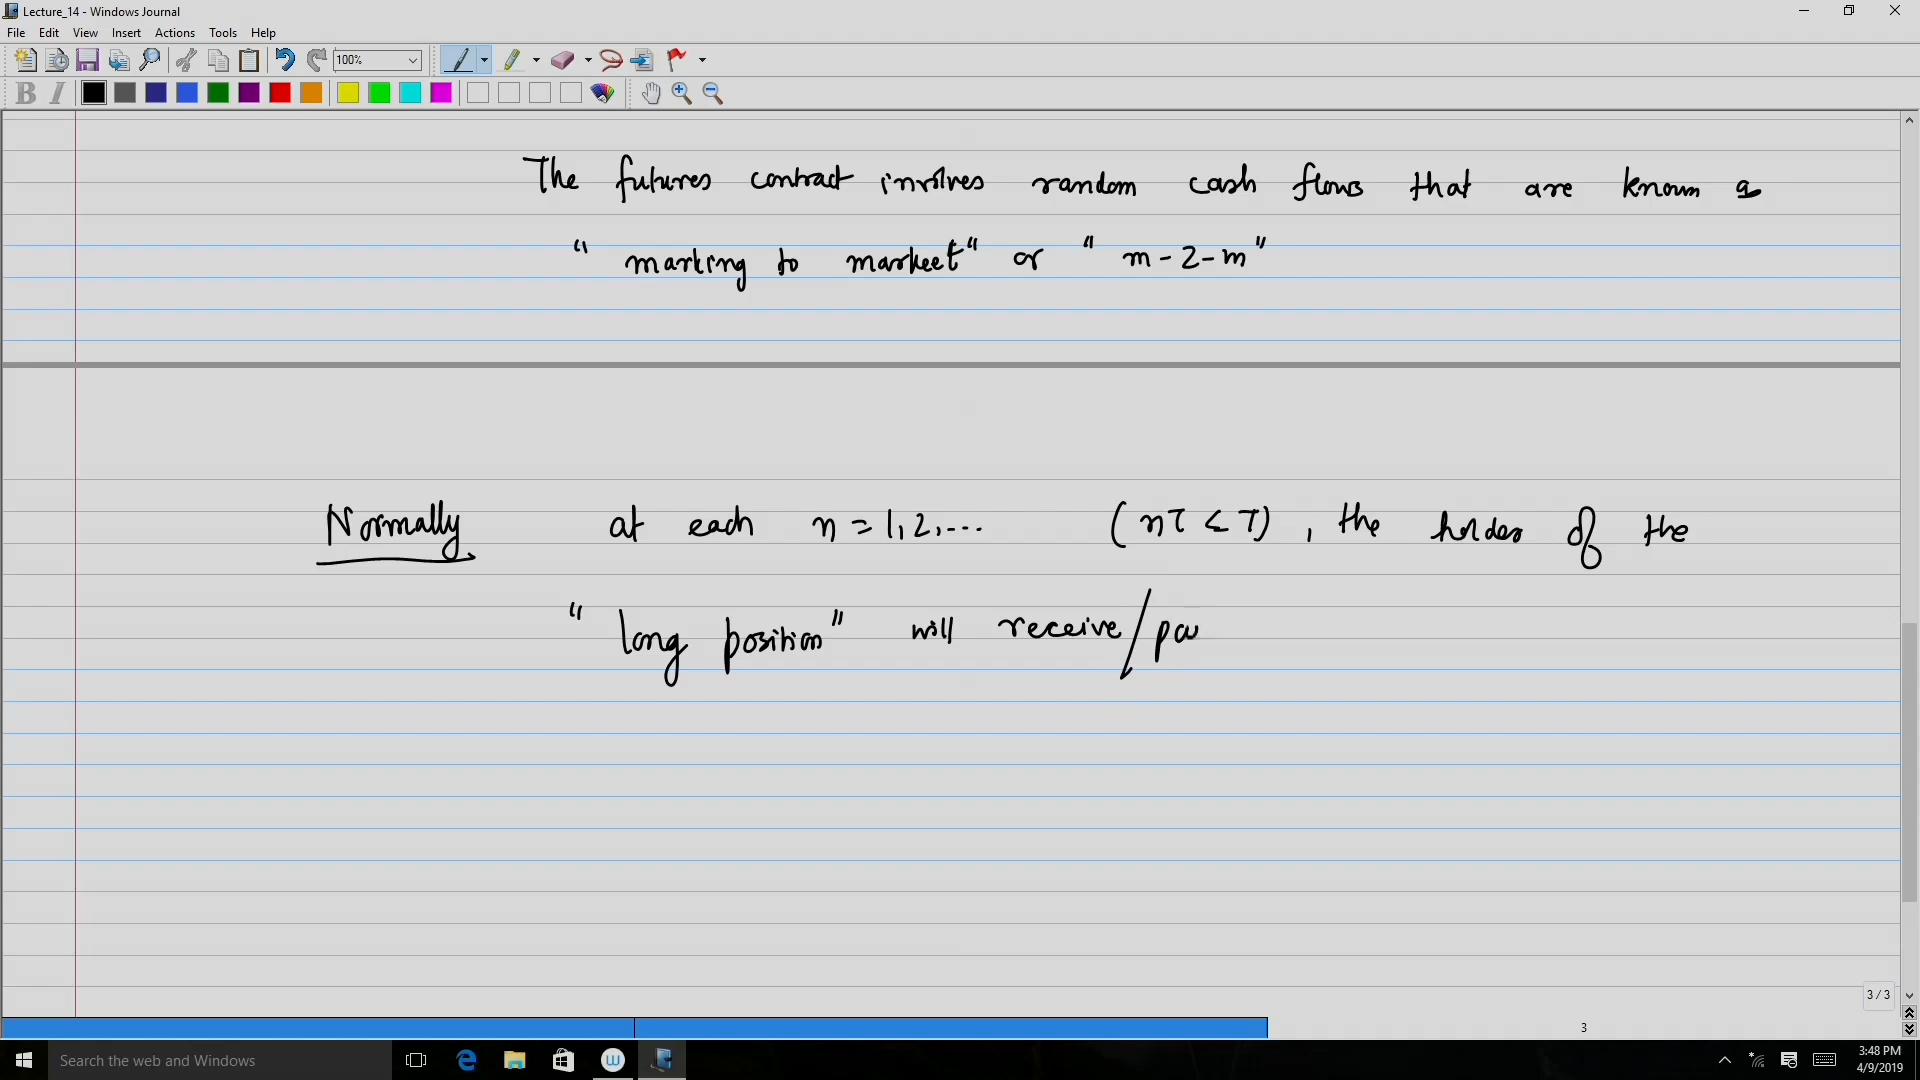 Lecture_14 - Windows Journal
File Edit View Insert Actions Tools Help
100%
B I
The futures contract involves random cash flows that are known as
" marking to market" or " m-2-m"
Normally at each n = 1, 2, ... (nτ ≤ T) , the holder of the
" long position" will receive/pa
3 / 3
3
Search the web and Windows
3:48 PM
4/9/2019